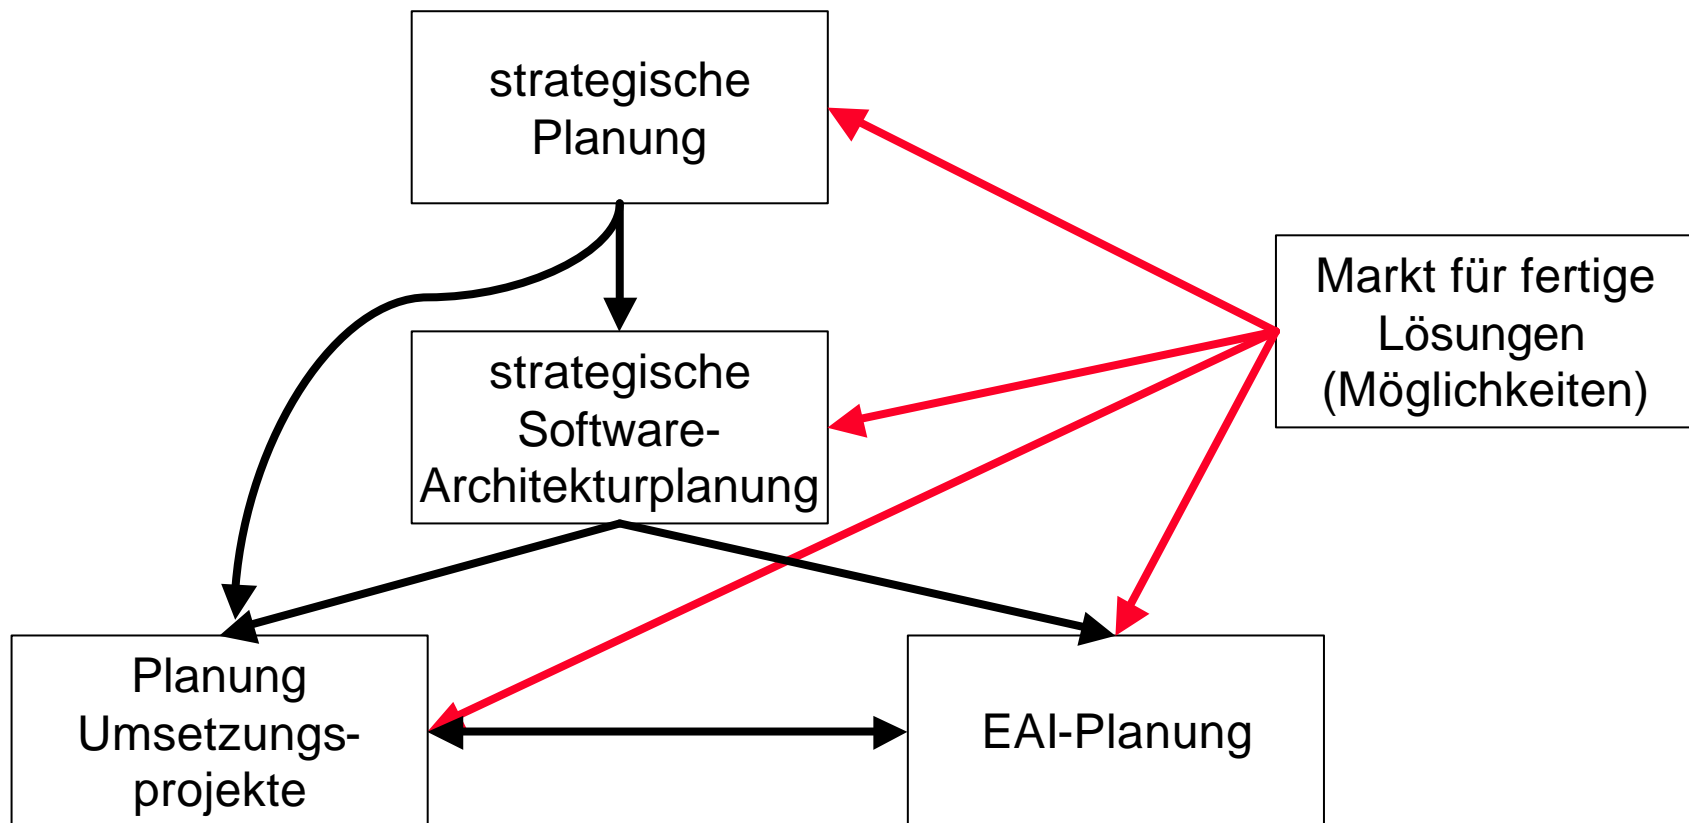 strategische
Planung
Markt für fertige
Lösungen
(Möglichkeiten)
strategische
Software-
Architekturplanung
Planung
Umsetzungs-
projekte
EAI-Planung